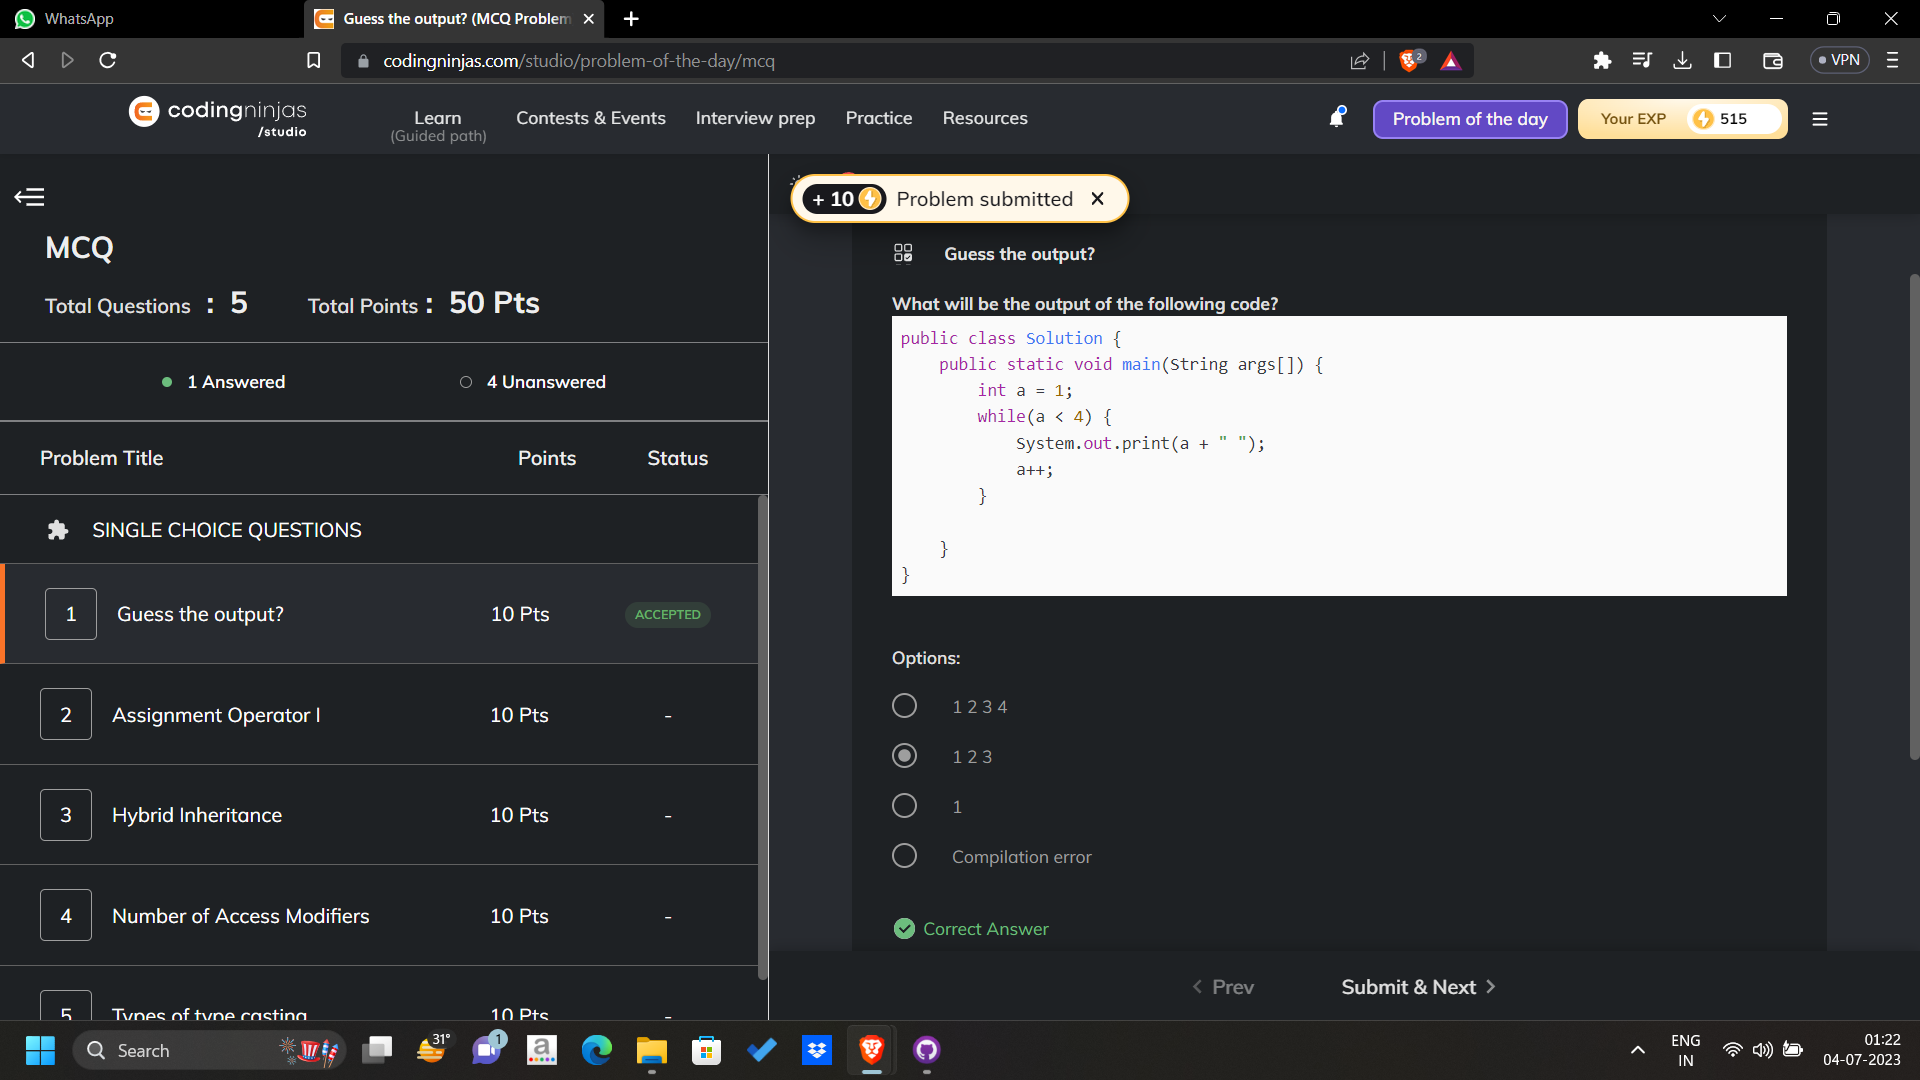 WhatsApp
Guess the output? (MCQ Problem
codingninjas.com/studio/problem-of-the-day/mcq
2
VPN
codingninjas
/studio
Learn
(Guided path)
Contests & Events
Interview prep
Practice
Resources
Problem of the day
Your EXP
515
+ 10
Problem submitted
MCQ
Total Questions : 5
Total Points : 50 Pts
1 Answered
4 Unanswered
Problem Title
Points
Status
SINGLE CHOICE QUESTIONS
1
Guess the output?
10 Pts
ACCEPTED
2
Assignment Operator I
10 Pts
-
3
Hybrid Inheritance
10 Pts
-
4
Number of Access Modifiers
10 Pts
-
5
Types of type casting
10 Pts
-
Guess the output?
What will be the output of the following code?
public class Solution {
public static void main(String args[]) {
int a = 1;
while(a < 4) {
System.out.print(a + " ");
a++;
}
}
}
Options:
1 2 3 4
1 2 3
1
Compilation error
Correct Answer
Prev
Submit & Next
Search
31°
1
a
ENG
IN
01:22
04-07-2023